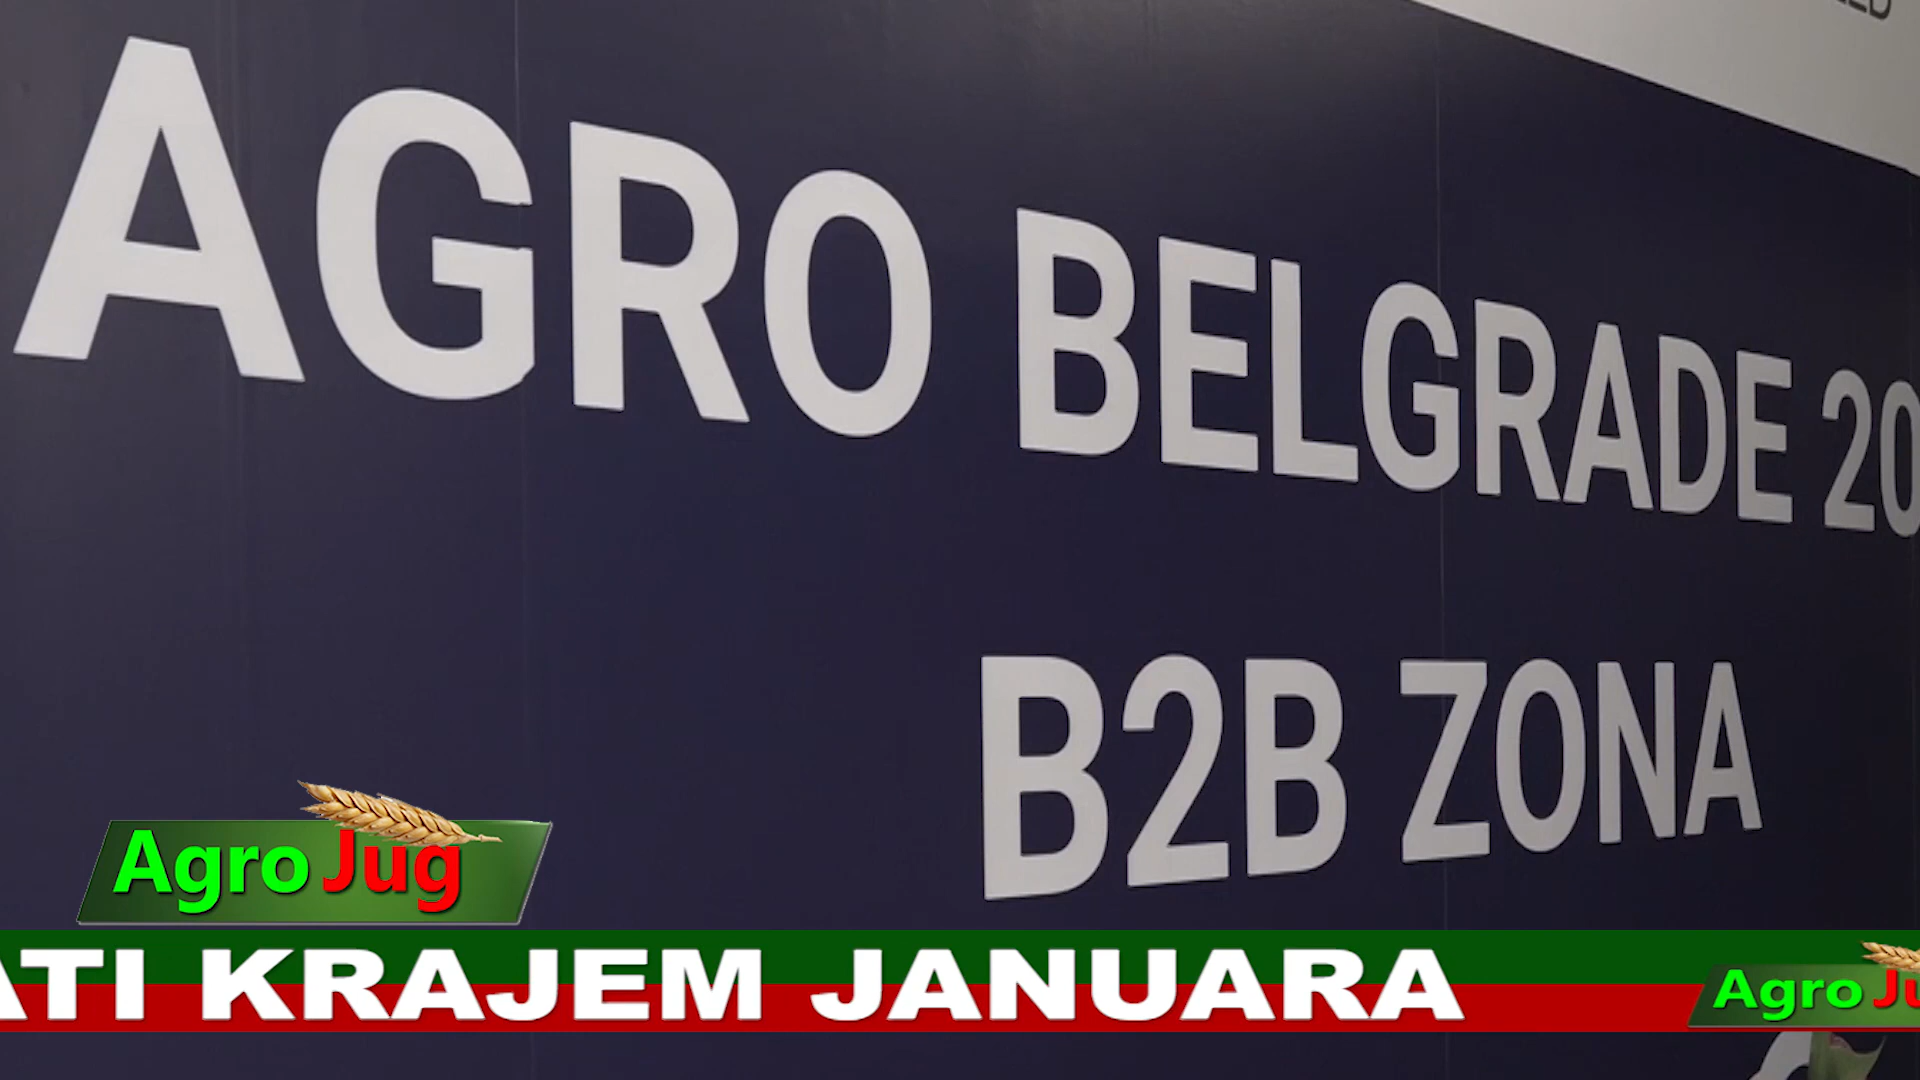 AGRO BELGRADE 20
B2B ZONA
Agro Jug
ATI KRAJEM JANUARA
Agro Ju